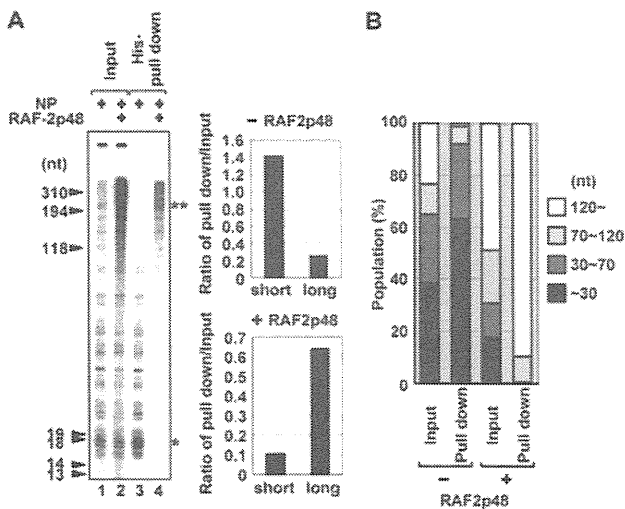 A
Input
His-
pull down
NP + + + +
RAF-2p48 + +
(nt)
310
194
118
19
18
14
13
**
*
1 2 3 4
− RAF2p48
Ratio of pull down/Input
1.6
1.4
1.2
1.0
0.8
0.6
0.4
0.2
0
short long
+ RAF2p48
Ratio of pull down/Input
0.7
0.6
0.5
0.4
0.3
0.2
0.1
0.0
short long
B
Population (%)
100
80
60
40
20
0
(nt)
120~
70~120
30~70
~30
Input
Pull down
Input
Pull down
− +
RAF2p48